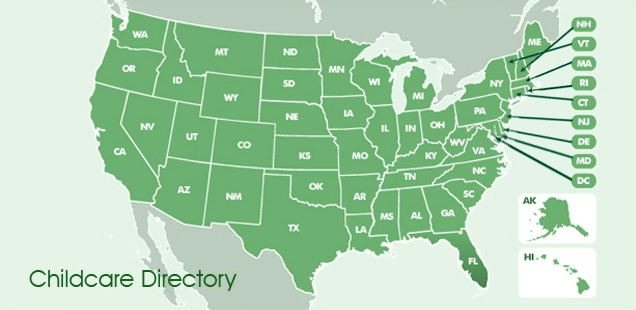 WA
MT
ND
MN
OR
ID
SD
WI
MI
NY
ME
WY
NE
IA
PA
NV
UT
CO
IL
IN
OH
CA
KS
MO
KY
WV
VA
AZ
NM
OK
AR
TN
NC
TX
LA
MS
AL
GA
SC
FL
NH
VT
MA
RI
CT
NJ
DE
MD
DC
AK
HI
Childcare Directory